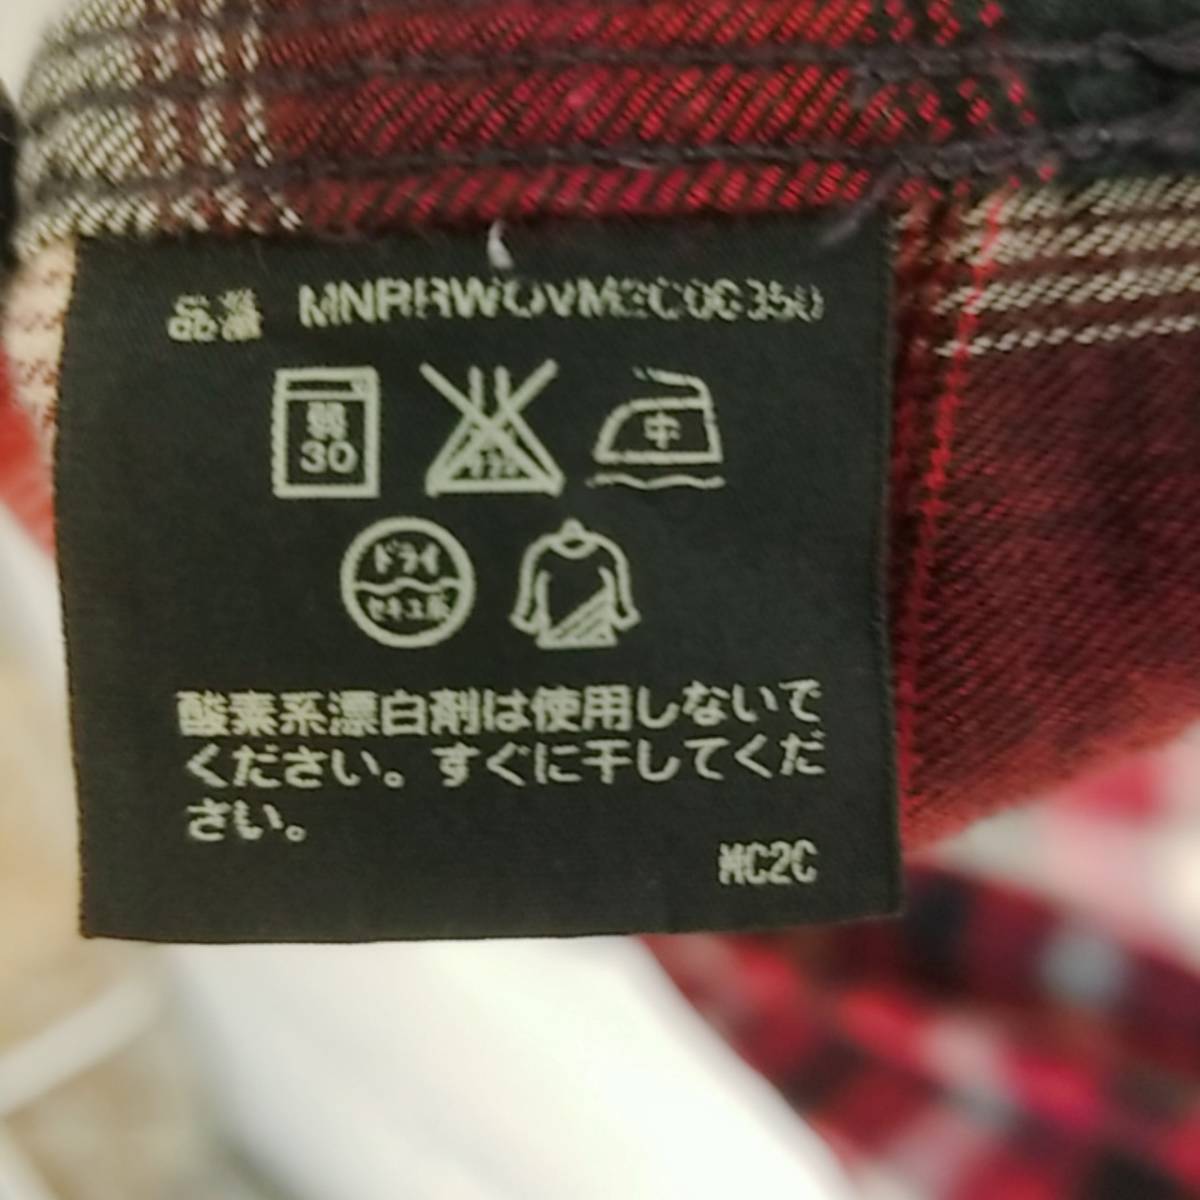 品番 MNRRWOVM2C00350
弱
30
中
ドライ
セキユ系
酸素系漂白剤は使用しないで
ください。すぐに干してくだ
さい。
MC2C